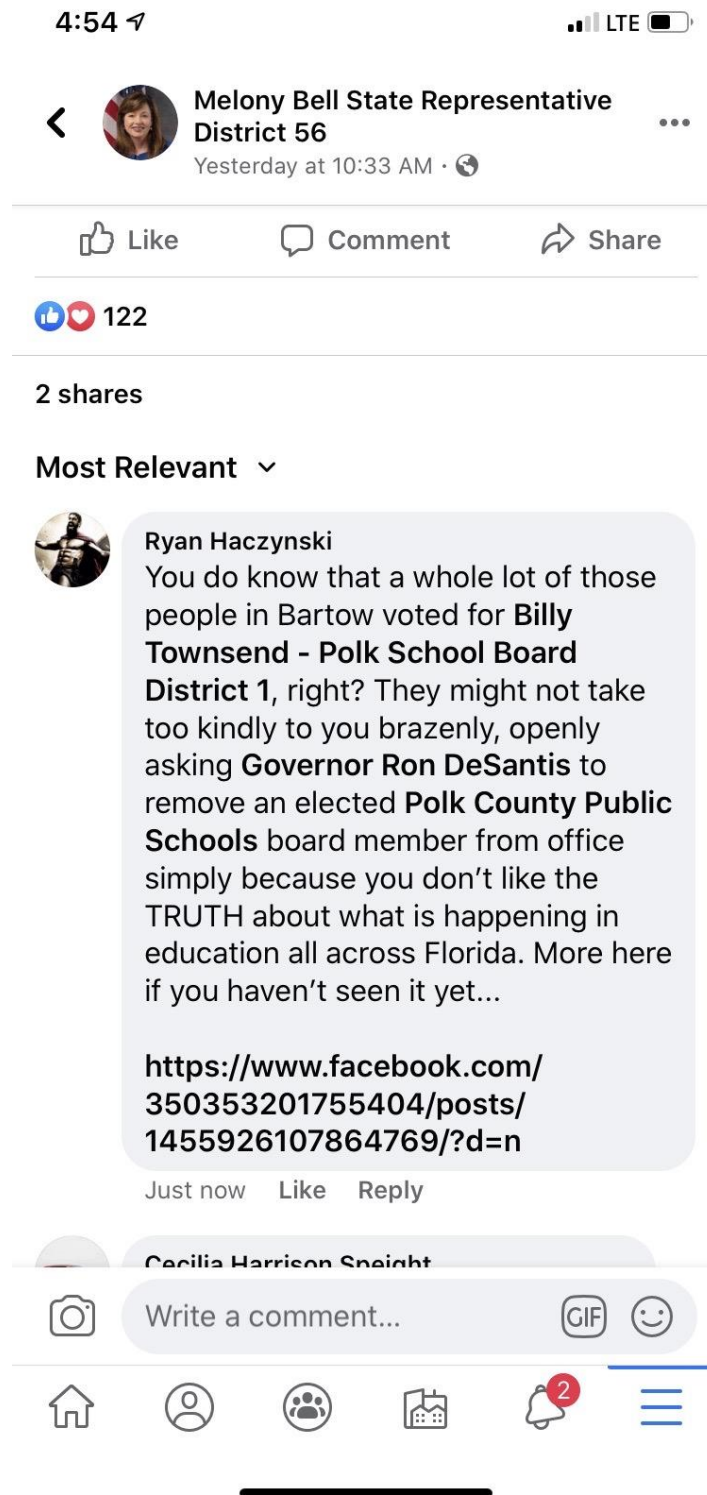 4:54
LTE
Melony Bell State Representative
District 56
Yesterday at 10:33 AM ·
Like Comment Share
122
2 shares
Most Relevant
Ryan Haczynski
You do know that a whole lot of those
people in Bartow voted for Billy
Townsend - Polk School Board
District 1, right? They might not take
too kindly to you brazenly, openly
asking Governor Ron DeSantis to
remove an elected Polk County Public
Schools board member from office
simply because you don’t like the
TRUTH about what is happening in
education all across Florida. More here
if you haven’t seen it yet...
https://www.facebook.com/
350353201755404/posts/
1455926107864769/?d=n
Just now Like Reply
Cecilia Harrison Speight
Write a comment...
GIF
2